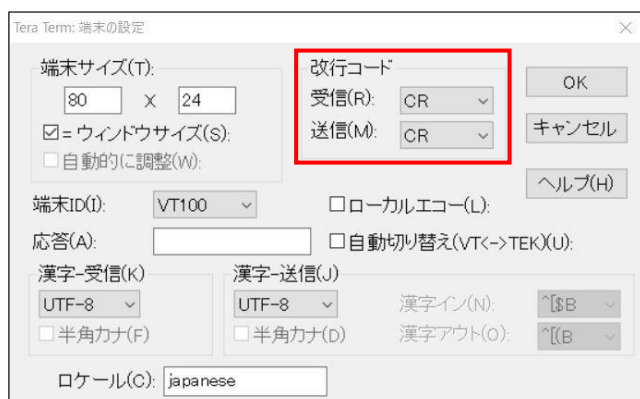 Tera Term: 端末の設定
端末サイズ(T):
80 X 24
☑=ウィンドウサイズ(S):
□自動的に調整(W):
改行コード
受信(R): CR
送信(M): CR
OK
キャンセル
ヘルプ(H)
端末ID(I): VT100
□ローカルエコー(L):
応答(A):
□自動切り替え(VT<->TEK)(U):
漢字-受信(K)
UTF-8
□半角カナ(F)
漢字-送信(J)
UTF-8
□半角カナ(D)
漢字イン(N): ^[$B
漢字アウト(O): ^[(B
ロケール(C): japanese